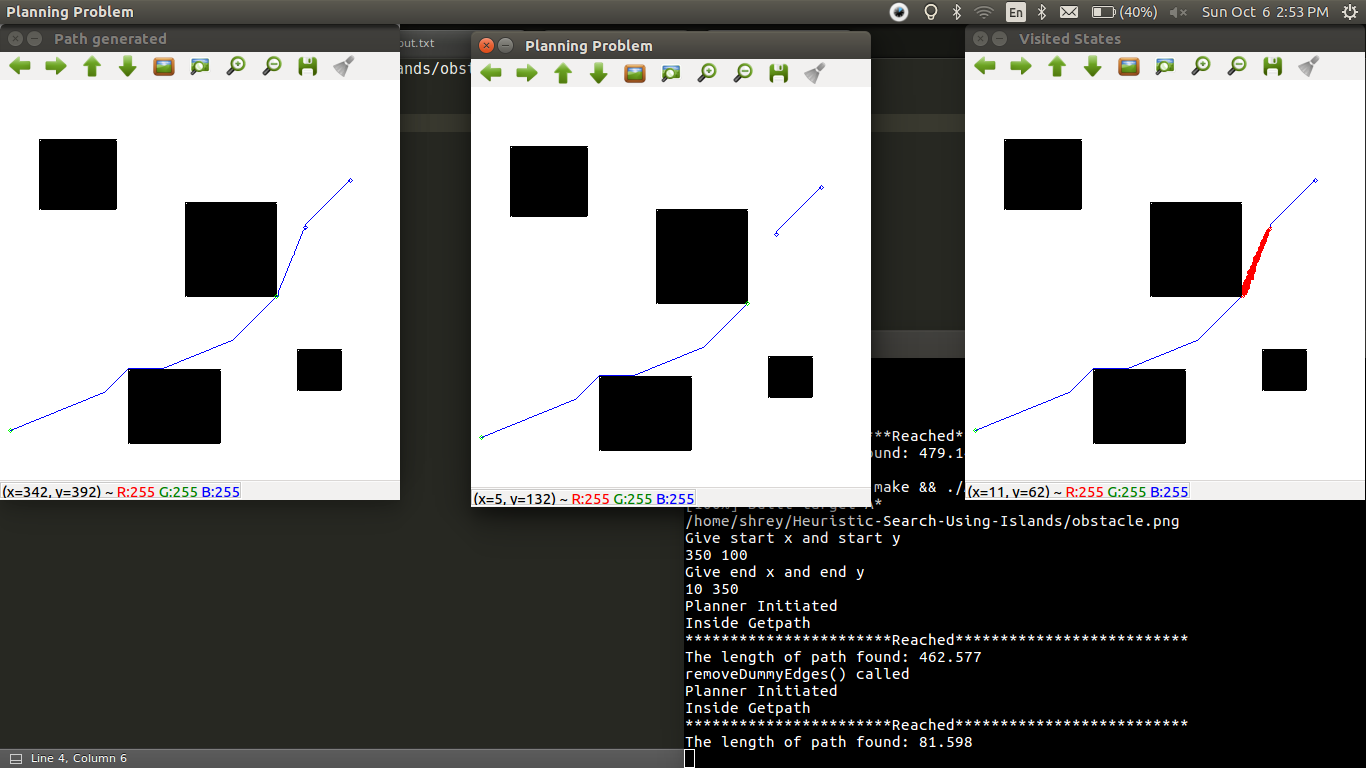 Planning Problem
En
(40%)
Sun Oct 6 2:53 PM
Path generated
out.txt
Planning Problem
Visited States
ands/obst
(x=342, y=392) ~ R:255 G:255 B:255
(x=5, y=132) ~ R:255 G:255 B:255
(x=11, y=62) ~ R:255 G:255 B:255
***Reached*
und: 479.1
make && ./
/home/shrey/Heuristic-Search-Using-Islands/obstacle.png
Give start x and start y
350 100
Give end x and end y
10 350
Planner Initiated
Inside Getpath
***********************Reached**************************
The length of path found: 462.577
removeDummyEdges() called
Planner Initiated
Inside Getpath
***********************Reached**************************
The length of path found: 81.598
Line 4, Column 6